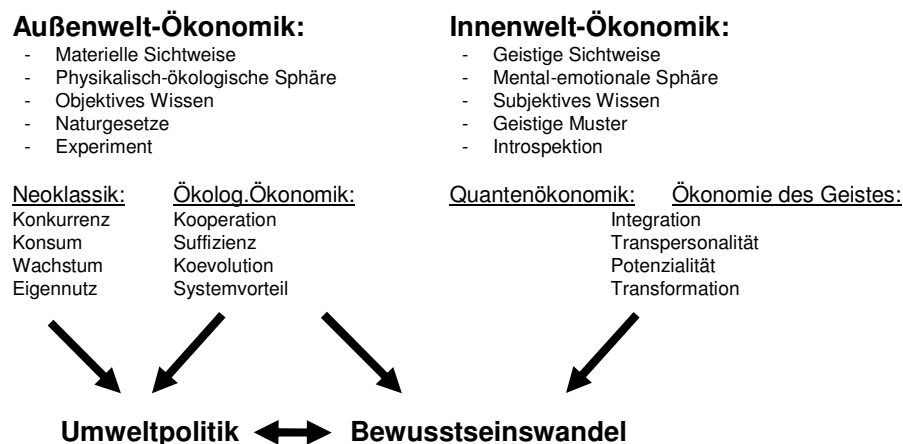 Außenwelt-Ökonomik:
- Materielle Sichtweise
- Physikalisch-ökologische Sphäre
- Objektives Wissen
- Naturgesetze
- Experiment
Innenwelt-Ökonomik:
- Geistige Sichtweise
- Mental-emotionale Sphäre
- Subjektives Wissen
- Geistige Muster
- Introspektion
Neoklassik:
Konkurrenz
Konsum
Wachstum
Eigennutz
Ökolog.Ökonomik:
Kooperation
Suffizienz
Koevolution
Systemvorteil
Quantenökonomik: Ökonomie des Geistes:
Integration
Transpersonalität
Potenzialität
Transformation
Umweltpolitik Bewusstseinswandel